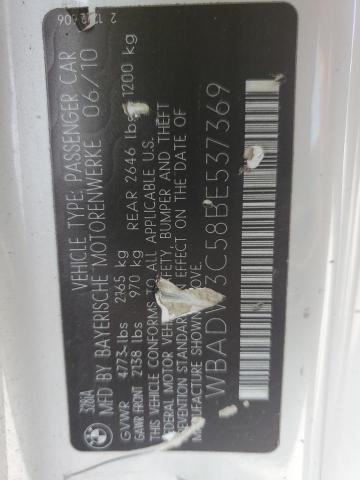 328IA
VEHICLE TYPE: PASSENGER CAR
MFD BY BAYERISCHE MOTORENWERKE 06/10
GVWR 4773 lbs 2165 kg
GAWR FRONT 2138 lbs 970 kg REAR 2646 lbs 1200 kg
THIS VEHICLE CONFORMS TO APPLICABLE U.S.
FEDERAL MOTOR VEHICLE SAFETY, BUMPER AND THEFT
PREVENTION STANDARDS IN EFFECT ON THE DATE OF
MANUFACTURE SHOWN ABOVE.